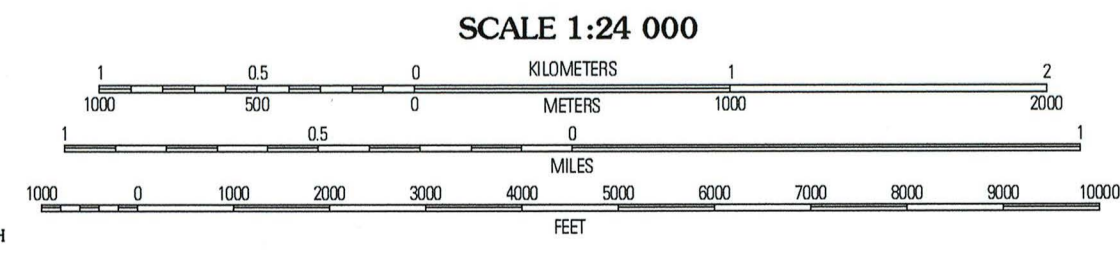 SCALE 1:24 000
1 0.5 0 KILOMETERS 1 2
1000 500 0 METERS 1000 2000
1 0.5 0 1
MILES
1000 0 1000 2000 3000 4000 5000 6000 7000 8000 9000 10000
FEET